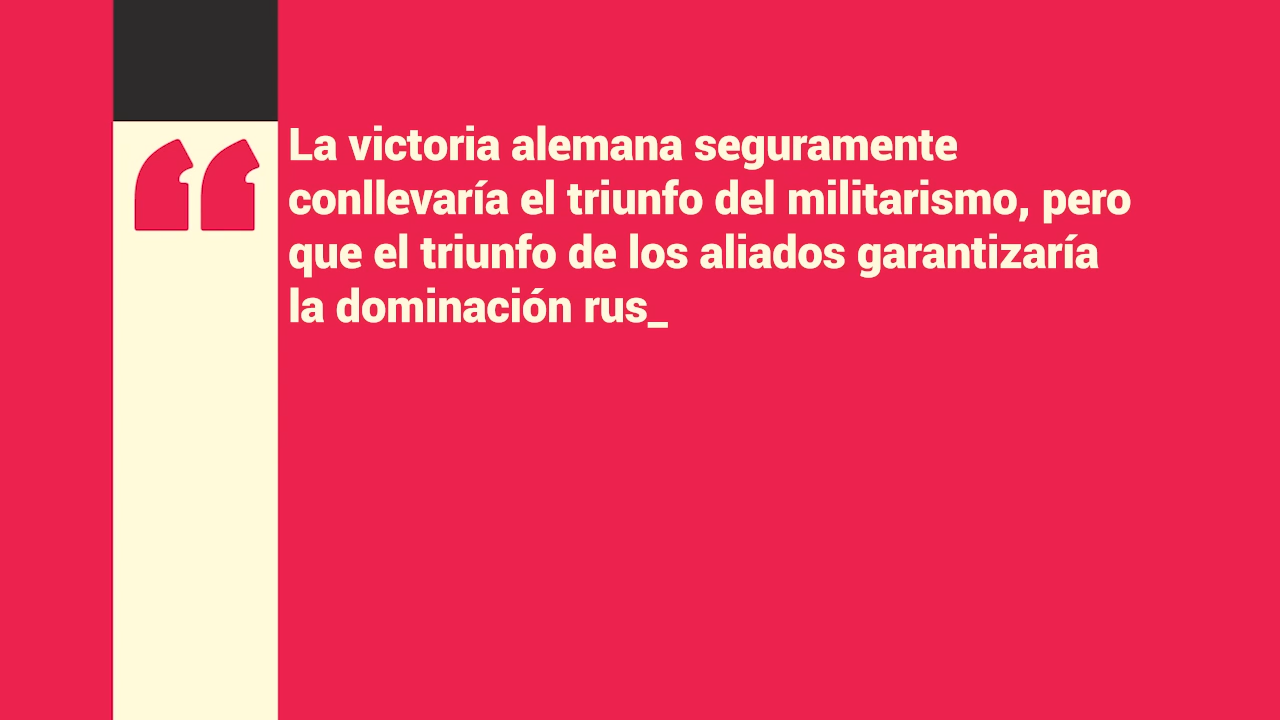 “
La victoria alemana seguramente
conllevaría el triunfo del militarismo, pero
que el triunfo de los aliados garantizaría
la dominación rus_